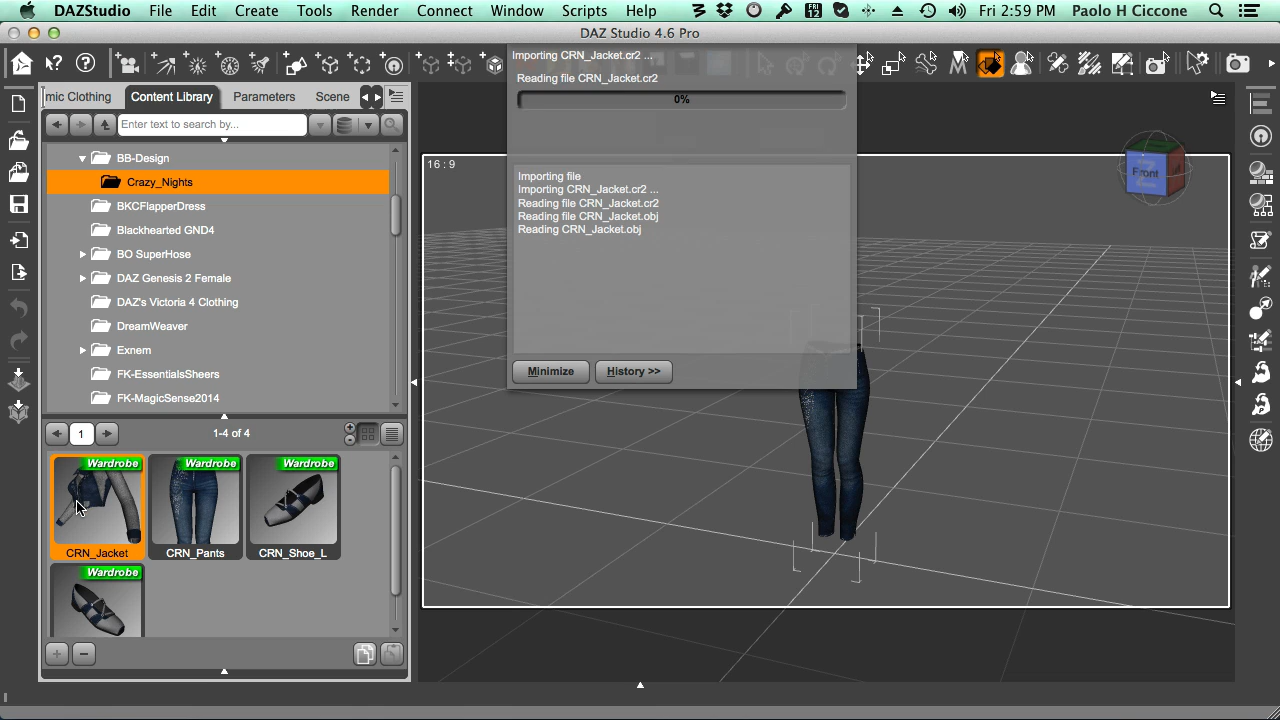 DAZStudio File Edit Create Tools Render Connect Window Scripts Help FRI 12 Fri 2:59 PM Paolo H Ciccone
DAZ Studio 4.6 Pro
Importing CRN_Jacket.cr2 ...
Reading file CRN_Jacket.cr2
0%
mic Clothing Content Library Parameters Scene
Enter text to search by...
BB-Design
Crazy_Nights
BKCFlapperDress
Blackhearted GND4
BO SuperHose
DAZ Genesis 2 Female
DAZ's Victoria 4 Clothing
DreamWeaver
Exnem
FK-EssentialsSheers
FK-MagicSense2014
1
1-4 of 4
Wardrobe
CRN_Jacket
Wardrobe
CRN_Pants
Wardrobe
CRN_Shoe_L
Wardrobe
Importing file
Importing CRN_Jacket.cr2 ...
Reading file CRN_Jacket.cr2
Reading file CRN_Jacket.obj
Reading CRN_Jacket.obj
Minimize History >>
16 : 9
Front